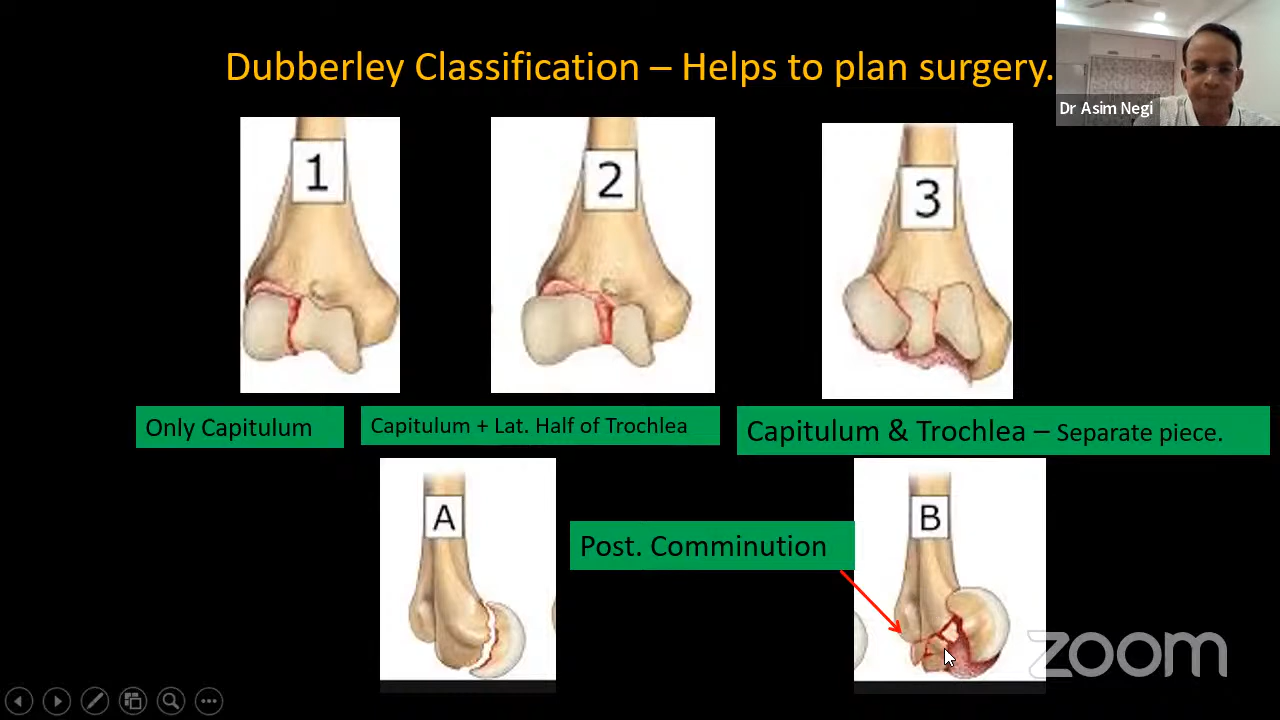 Dubberley Classification – Helps to plan surgery.
Dr Asim Negi
1
2
3
Only Capitulum
Capitulum + Lat. Half of Trochlea
Capitulum & Trochlea – Separate piece.
A
Post. Comminution
B
zoom